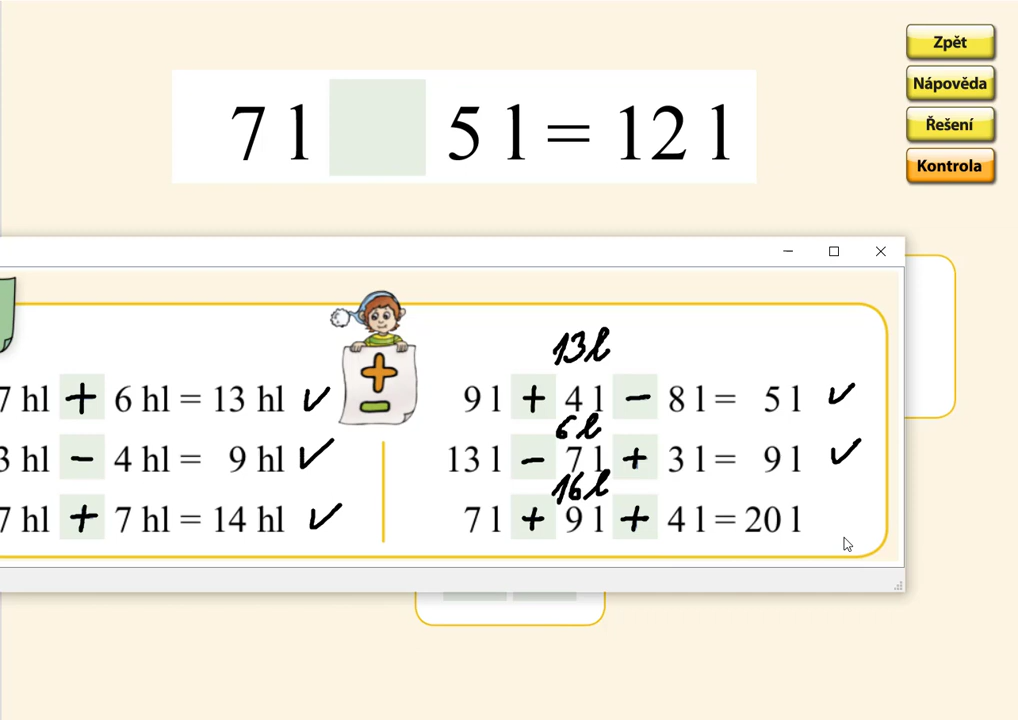 Zpět
Nápověda
Řešení
Kontrola
7 l 5 l = 12 l
13l
7 hl + 6 hl = 13 hl ✓
9 l + 4 l - 8 l = 5 l ✓
6l
3 hl - 4 hl = 9 hl ✓
13 l - 7 l + 3 l = 9 l ✓
16l
7 hl + 7 hl = 14 hl ✓
7 l + 9 l + 4 l = 20 l
+
-